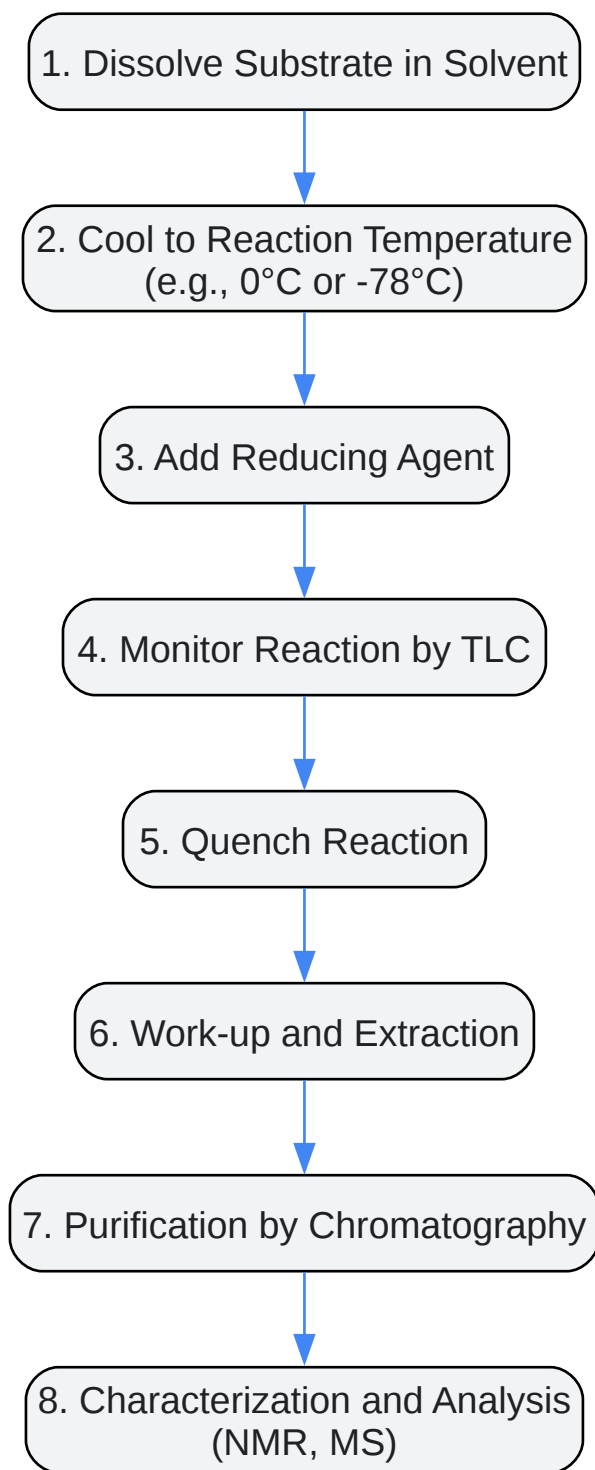 1. Dissolve Substrate in Solvent
2. Cool to Reaction Temperature
(e.g., 0°C or -78°C)
3. Add Reducing Agent
4. Monitor Reaction by TLC
5. Quench Reaction
6. Work-up and Extraction
7. Purification by Chromatography
8. Characterization and Analysis
(NMR, MS)